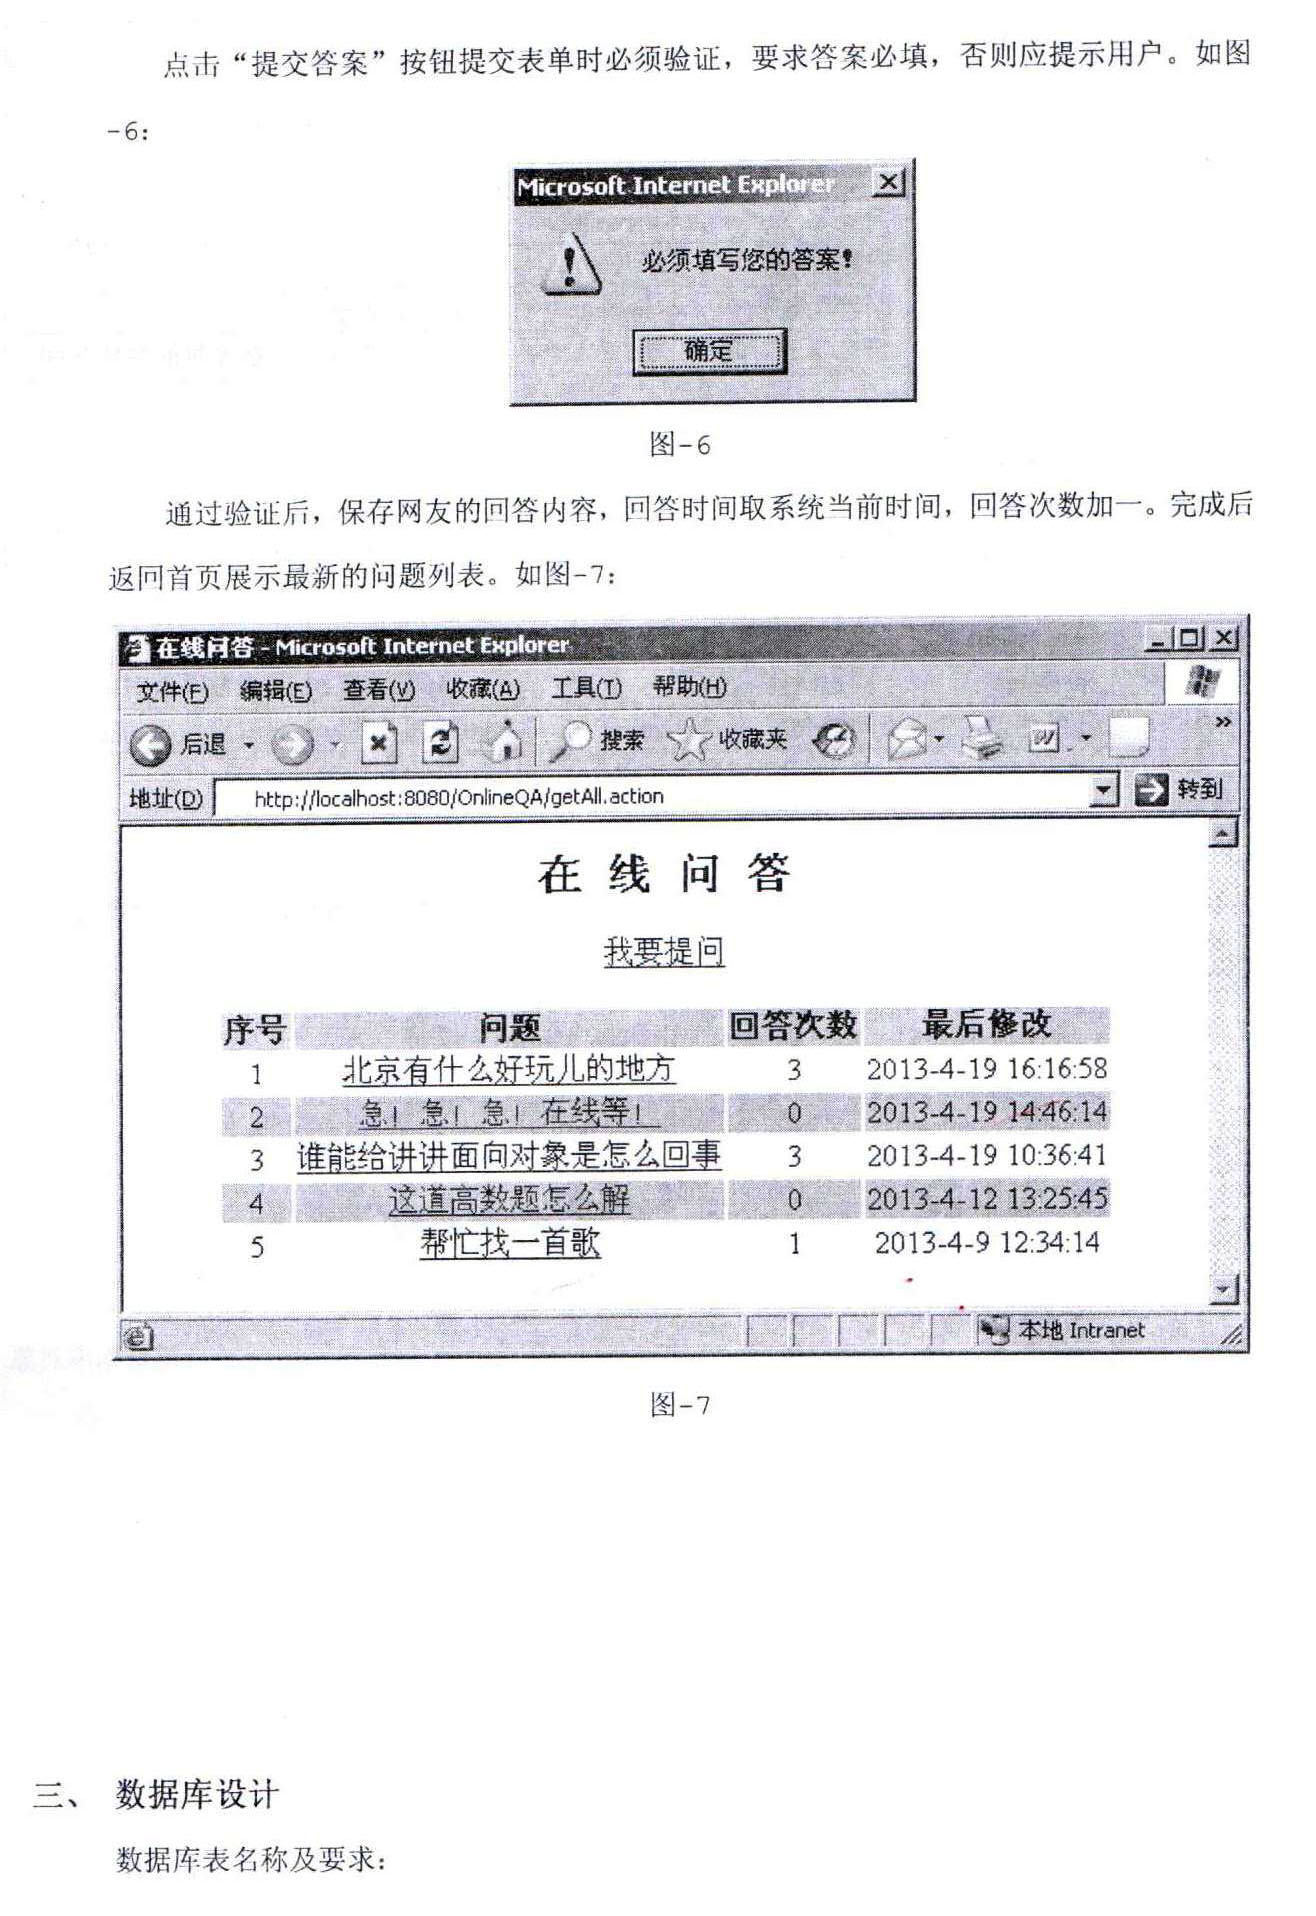 点击“提交答案”按钮提交表单时必须验证，要求答案必填，否则应提示用户。如图
-6：
Microsoft Internet Explorer
必须填写您的答案！
确定
图-6
通过验证后，保存网友的回答内容，回答时间取系统当前时间，回答次数加一。完成后
返回首页展示最新的问题列表。如图-7：
在线问答 - Microsoft Internet Explorer
文件(F) 编辑(E) 查看(V) 收藏(A) 工具(T) 帮助(H)
后退 搜索 收藏夹 »
地址(D) http://localhost:8080/OnlineQA/getAll.action 转到
在 线 问 答
我要提问
序号 问题 回答次数 最后修改
1 北京有什么好玩儿的地方 3 2013-4-19 16:16:58
2 急！急！急！在线等！ 0 2013-4-19 14:46:14
3 谁能给讲讲面向对象是怎么回事 3 2013-4-19 10:36:41
4 这道高数题怎么解 0 2013-4-12 13:25:45
5 帮忙找一首歌 1 2013-4-9 12:34:14
本地 Intranet
图-7
三、 数据库设计
数据库表名称及要求：